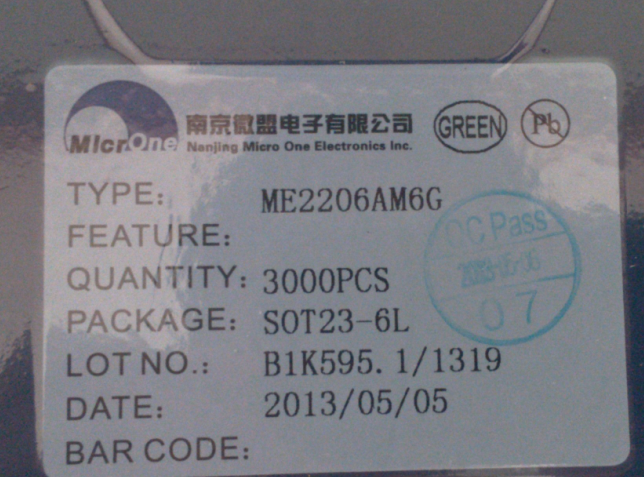 MicrOne
南京微盟电子有限公司
Nanjing Micro One Electronics Inc.
GREEN
Pb
TYPE: ME2206AM6G
FEATURE:
QUANTITY: 3000PCS
PACKAGE: SOT23-6L
LOT NO.: B1K595.1/1319
DATE: 2013/05/05
BAR CODE:
QC Pass
07